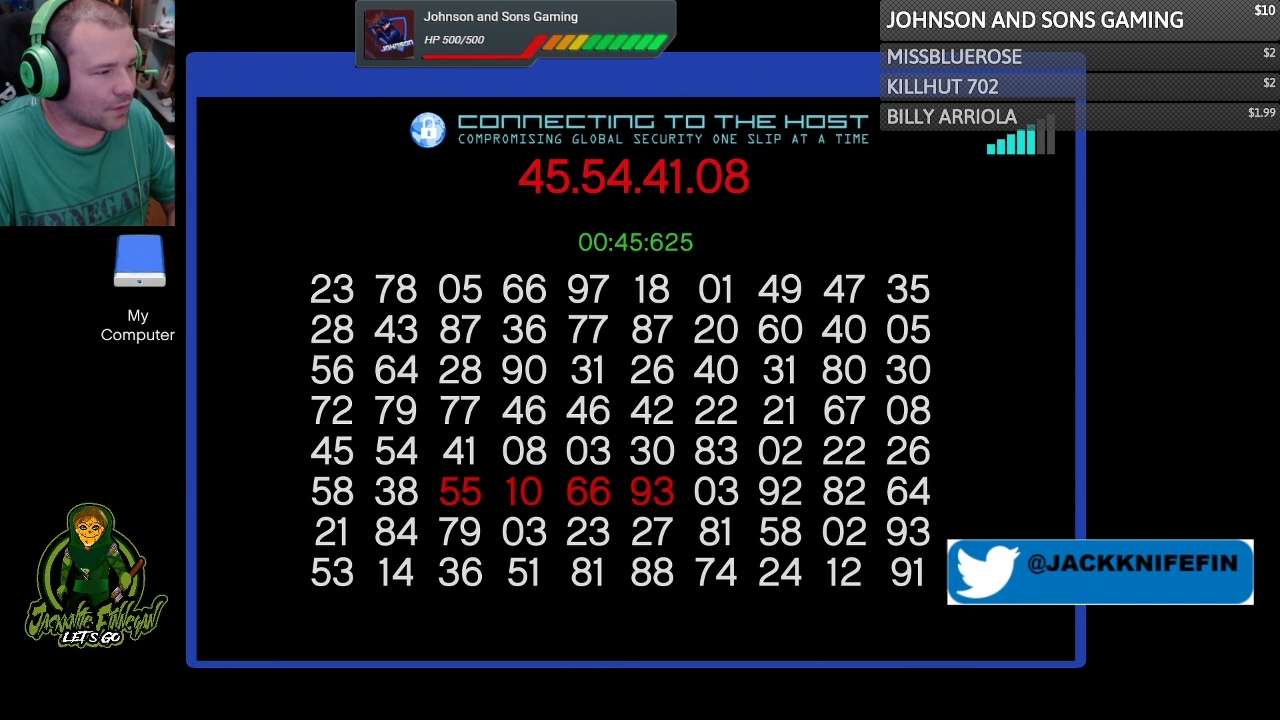 Johnson and Sons Gaming
HP 500/500
JOHNSON AND SONS GAMING $10
MISSBLUEROSE $2
KILLHUT 702 $2
BILLY ARRIOLA $1.99
CONNECTING TO THE HOST
COMPROMISING GLOBAL SECURITY ONE SLIP AT A TIME
45.54.41.08
00:45:625
23 78 05 66 97 18 01 49 47 35
28 43 87 36 77 87 20 60 40 05
56 64 28 90 31 26 40 31 80 30
72 79 77 46 46 42 22 21 67 08
45 54 41 08 03 30 83 02 22 26
58 38 55 10 66 93 03 92 82 64
21 84 79 03 23 27 81 58 02 93
53 14 36 51 81 88 74 24 12 91
My
Computer
JOHNSON
FINNEGAN
Jackknife Finnegan
LET'S GO
@JACKKNIFEFIN